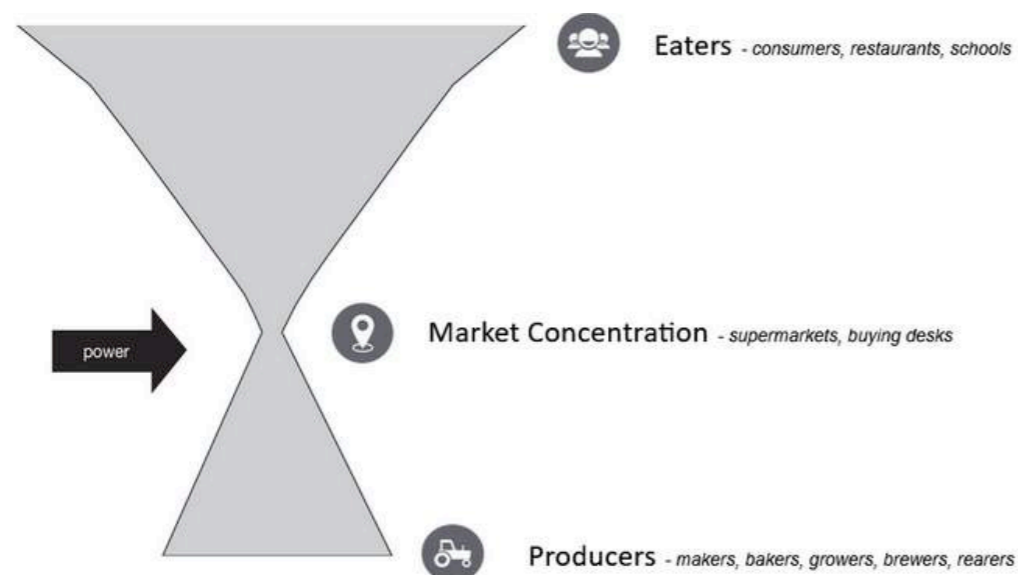 Eaters - consumers, restaurants, schools
power
Market Concentration - supermarkets, buying desks
Producers - makers, bakers, growers, brewers, rearers